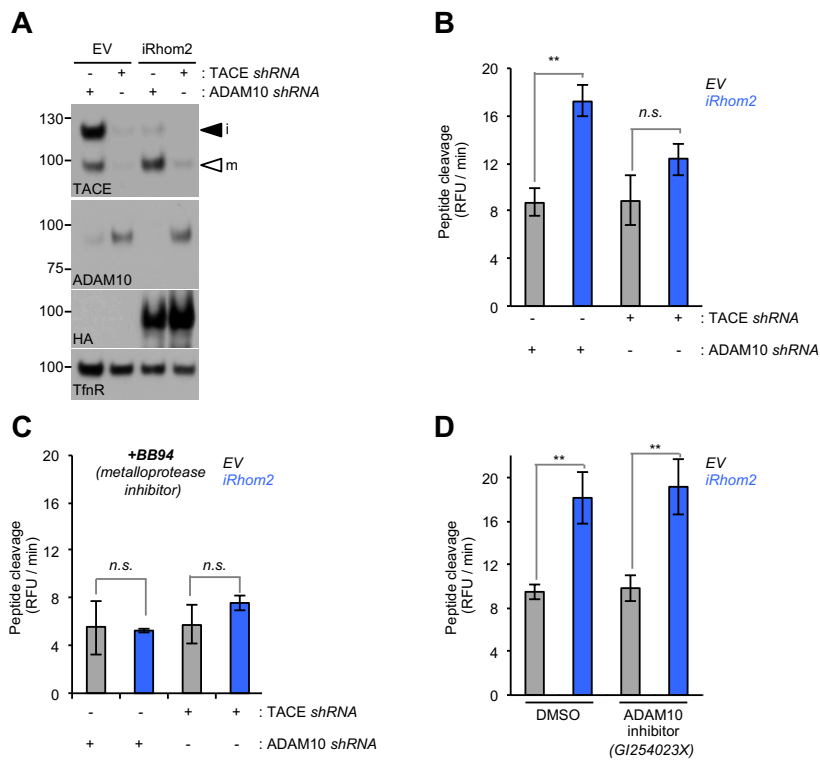 A
EV iRhom2
- + - + : TACE shRNA
+ - + - : ADAM10 shRNA
130
100
i
m
TACE
100
75
ADAM10
100
HA
100
TfnR
B
**
n.s.
EV
iRhom2
Peptide cleavage
(RFU / min)
20
16
12
8
4
0
- - + + : TACE shRNA
+ + - - : ADAM10 shRNA
C
+BB94
(metalloprotease
inhibitor)
EV
iRhom2
n.s.
n.s.
Peptide cleavage
(RFU / min)
20
16
12
8
4
0
- - + + : TACE shRNA
+ + - - : ADAM10 shRNA
D
**
**
EV
iRhom2
Peptide cleavage
(RFU / min)
20
16
12
8
4
0
DMSO
ADAM10
inhibitor
(GI254023X)